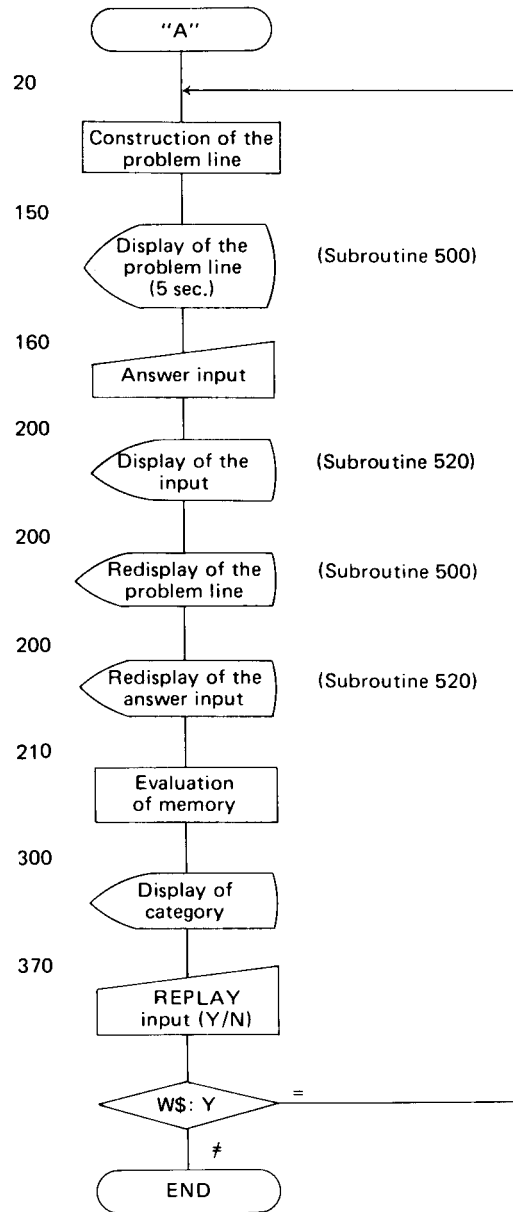 "A"
20
Construction of the
problem line
150
Display of the
problem line
(5 sec.)
(Subroutine 500)
160
Answer input
200
Display of the
input
(Subroutine 520)
200
Redisplay of the
problem line
(Subroutine 500)
200
Redisplay of the
answer input
(Subroutine 520)
210
Evaluation
of memory
300
Display of
category
370
REPLAY
input (Y/N)
W$: Y
=
≠
END